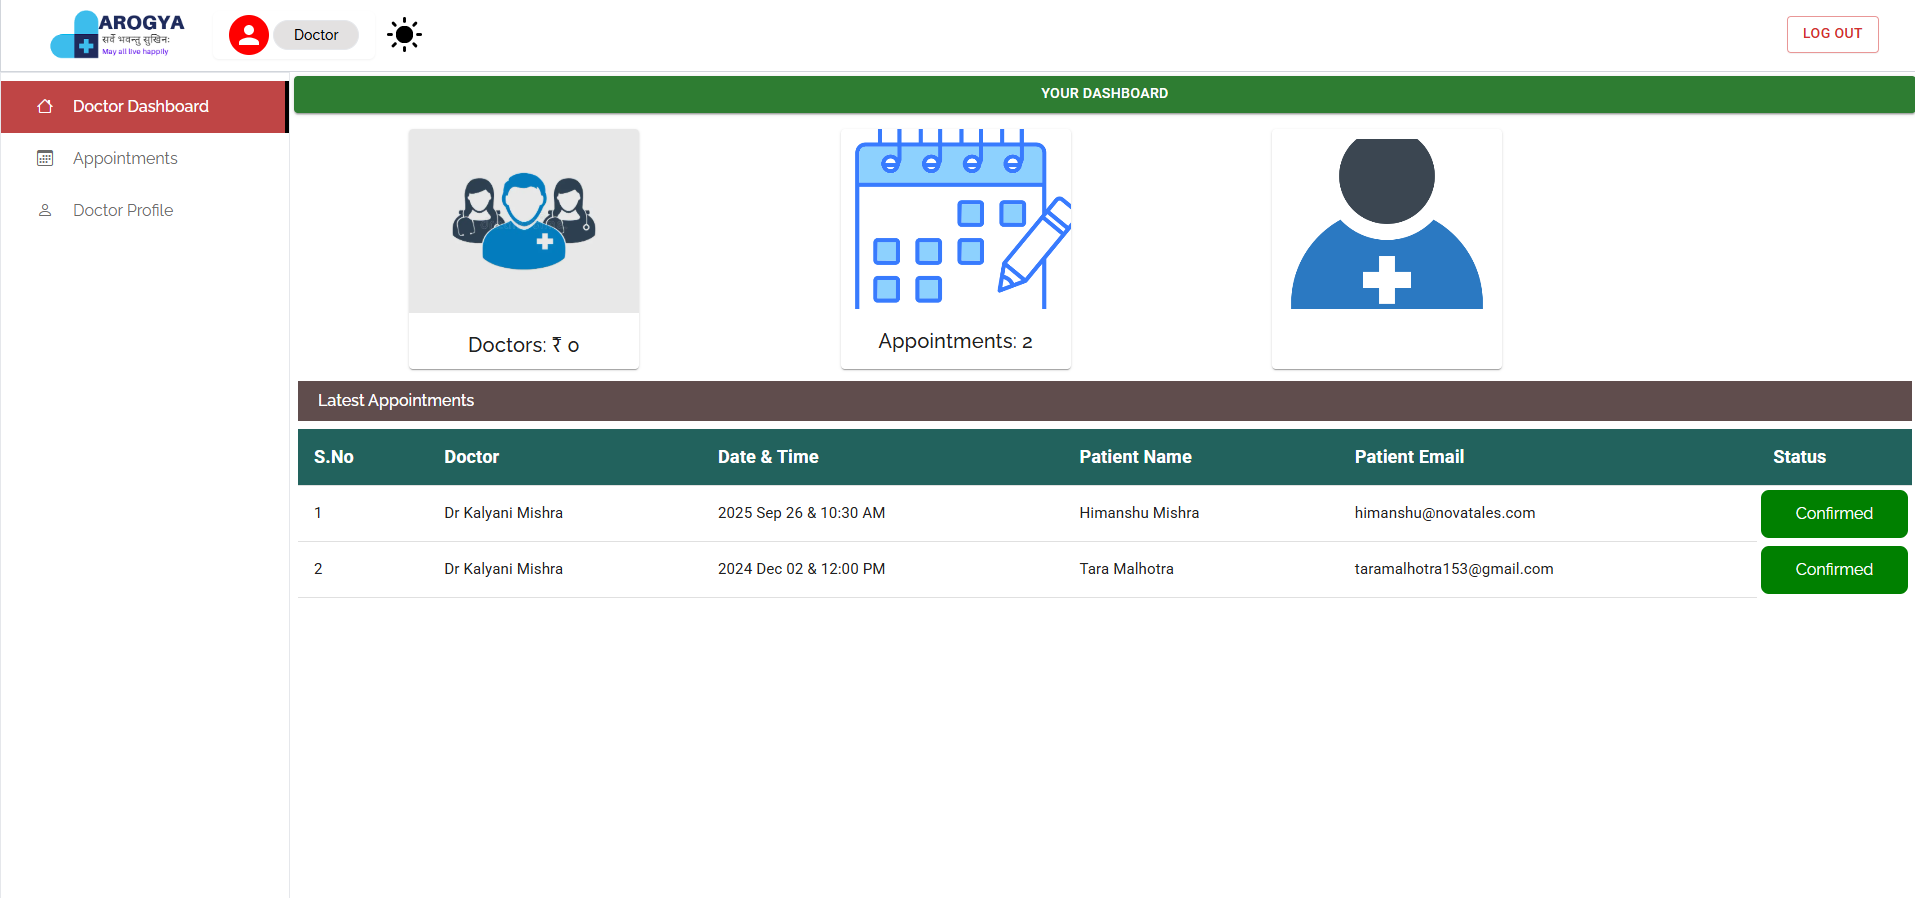 AROGYA
सर्वे भवन्तु सुखिनः
May all live happily
Doctor
LOG OUT
Doctor Dashboard
Appointments
Doctor Profile
YOUR DASHBOARD
Doctors: ₹ 0
Appointments: 2
Latest Appointments
S.No Doctor Date & Time Patient Name Patient Email Status
1 Dr Kalyani Mishra 2025 Sep 26 & 10:30 AM Himanshu Mishra himanshu@novatales.com Confirmed
2 Dr Kalyani Mishra 2024 Dec 02 & 12:00 PM Tara Malhotra taramalhotra153@gmail.com Confirmed